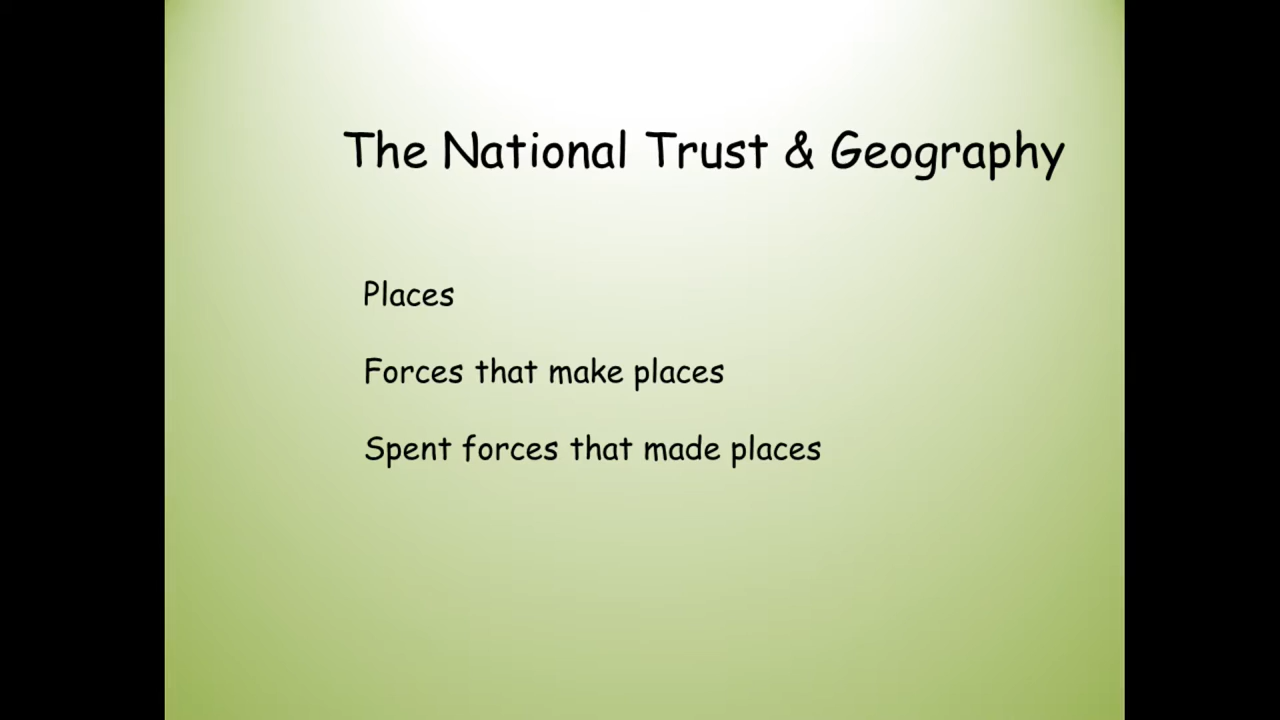 The National Trust & Geography
Places
Forces that make places
Spent forces that made places